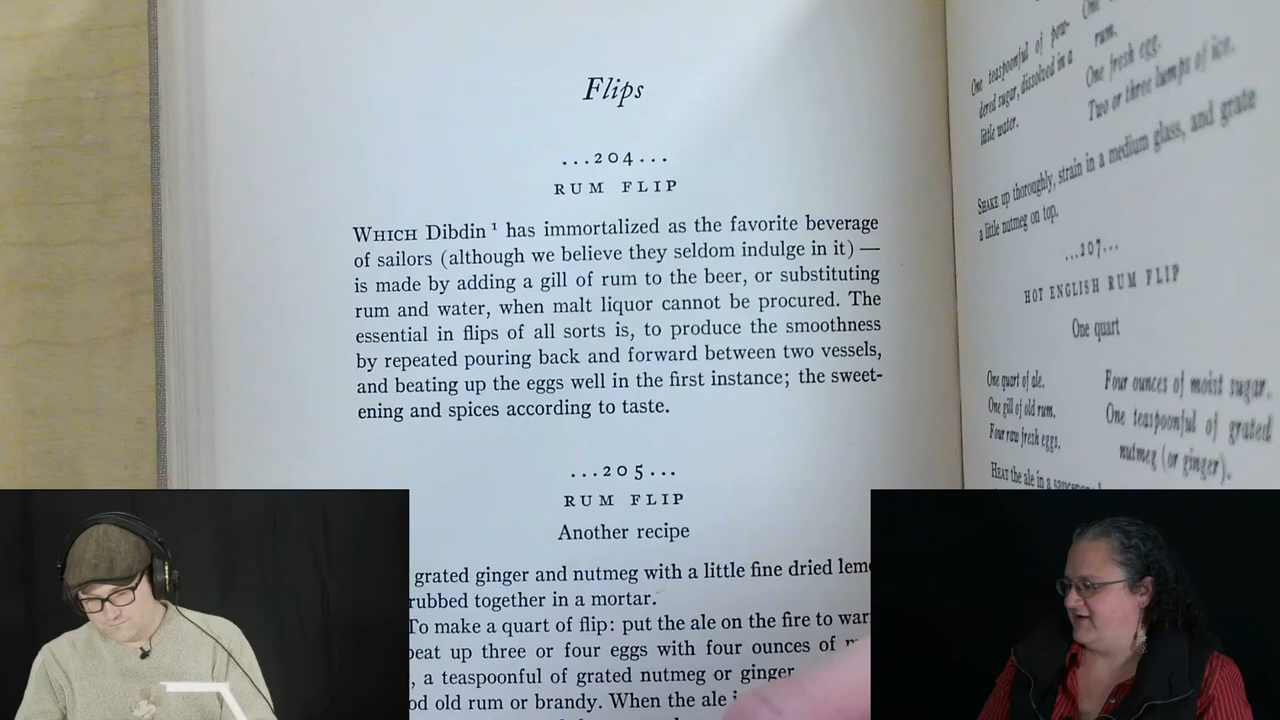 Flips
...204...
RUM FLIP
WHICH Dibdin ¹ has immortalized as the favorite beverage
of sailors (although we believe they seldom indulge in it) —
is made by adding a gill of rum to the beer, or substituting
rum and water, when malt liquor cannot be procured. The
essential in flips of all sorts is, to produce the smoothness
by repeated pouring back and forward between two vessels,
and beating up the eggs well in the first instance; the sweet-
ening and spices according to taste.
...205...
RUM FLIP
Another recipe
grated ginger and nutmeg with a little fine dried
rubbed together in a mortar.
To make a quart of flip: put the ale on the fire to
beat up three or four eggs with four ounces of
, a teaspoonful of grated nutmeg or ginger
old rum or brandy. When the ale
One teaspoonful of pow-
dered sugar, dissolved in a
little water.
rum.
One fresh egg.
Two or three lumps of ice.
SHAKE up thoroughly, strain in a medium glass, and grate
a little nutmeg on top.
...207...
HOT ENGLISH RUM FLIP
One quart
One quart of ale.
One gill of old rum.
Four raw fresh eggs.
Four ounces of moist sugar.
One teaspoonful of grated
nutmeg (or ginger).
HEAT the ale in a